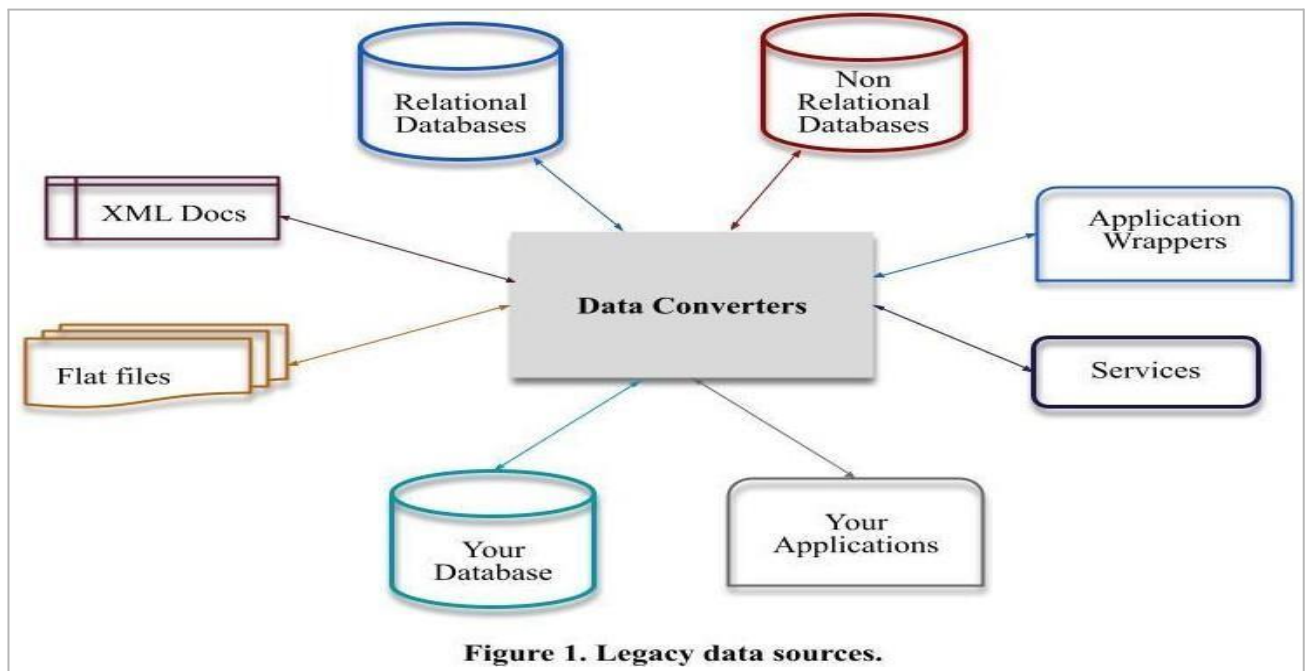 Relational
Databases
Non
Relational
Databases
XML Docs
Application
Wrappers
Data Converters
Flat files
Services
Your
Database
Your
Applications
Figure 1. Legacy data sources.